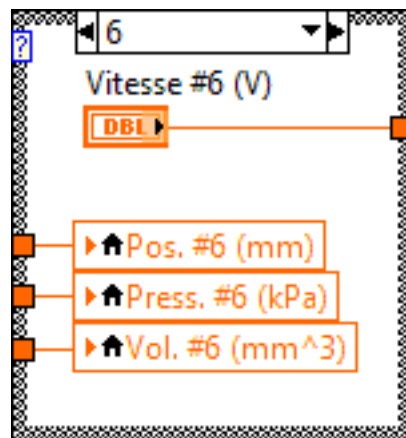 6
?
Vitesse #6 (V)
DBL
Pos. #6 (mm)
Press. #6 (kPa)
Vol. #6 (mm^3)